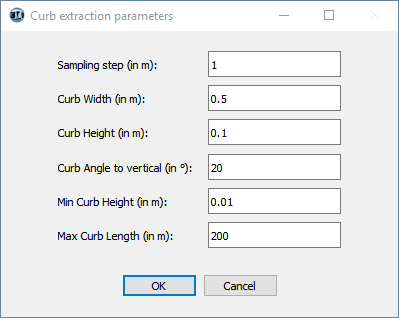 Curb extraction parameters
Sampling step (in m): 1
Curb Width (in m): 0.5
Curb Height (in m): 0.1
Curb Angle to vertical (in °): 20
Min Curb Height (in m): 0.01
Max Curb Length (in m): 200
OK Cancel